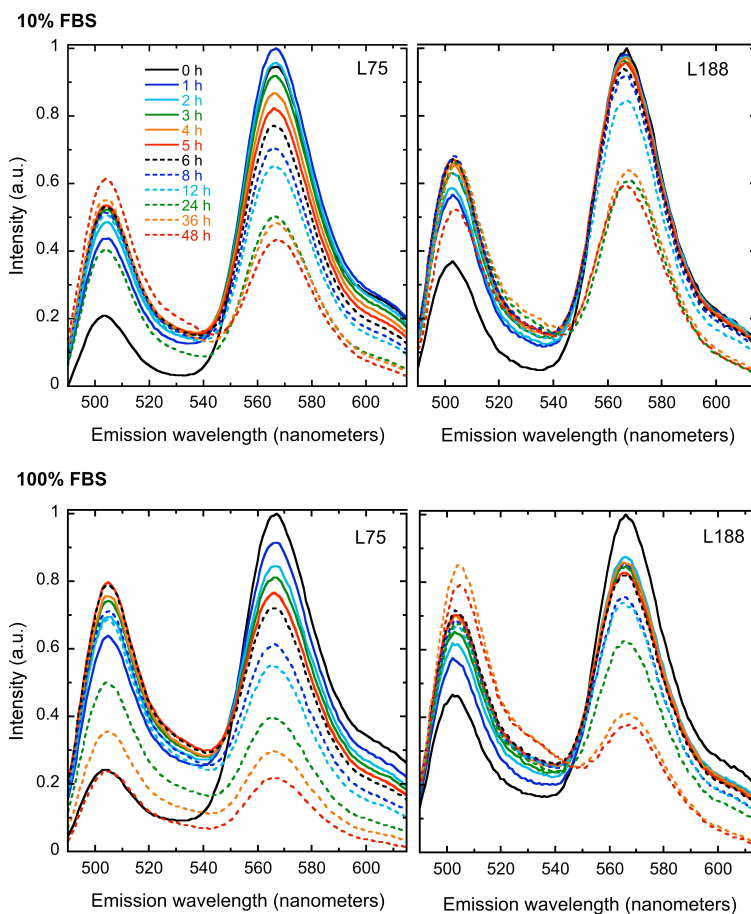 10% FBS
L75
L188
0 h
1 h
2 h
3 h
4 h
5 h
6 h
8 h
12 h
24 h
36 h
48 h
Intensity (a.u.)
1
0.8
0.6
0.4
0.2
0
500 520 540 560 580 600
500 520 540 560 580 600
Emission wavelength (nanometers)
Emission wavelength (nanometers)
100% FBS
L75
L188
Intensity (a.u.)
1
0.8
0.6
0.4
0.2
0
500 520 540 560 580 600
500 520 540 560 580 600
Emission wavelength (nanometers)
Emission wavelength (nanometers)